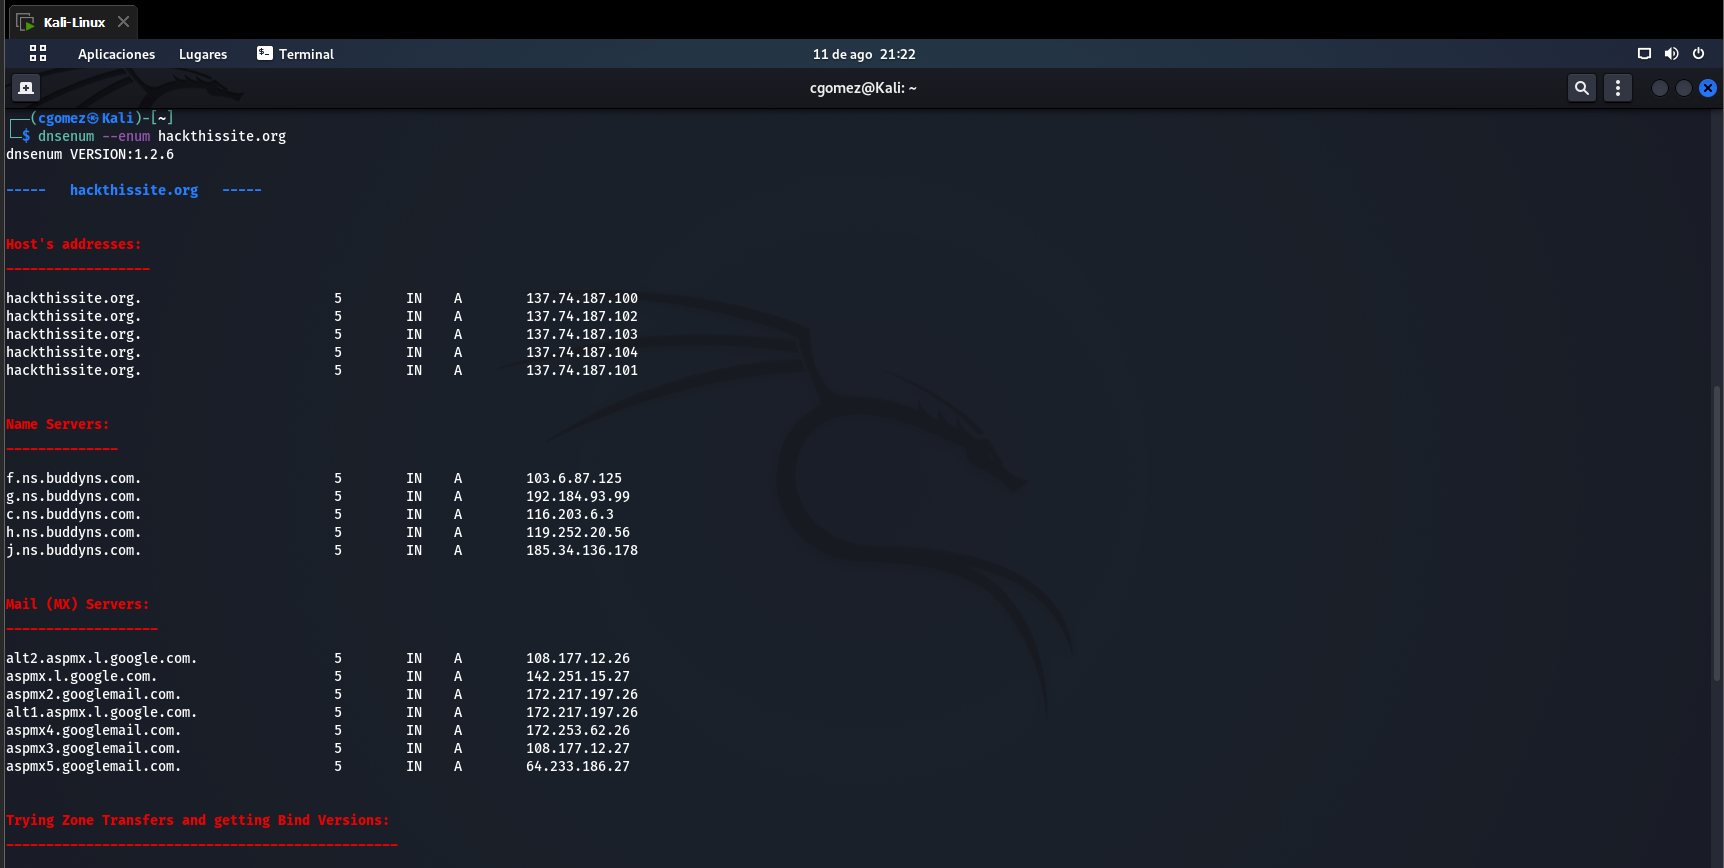 Kali-Linux
Aplicaciones Lugares Terminal 11 de ago 21:22
cgomez@Kali: ~
┌──(cgomez㉿Kali)-[~]
└─$ dnsenum --enum hackthissite.org
dnsenum VERSION:1.2.6
----- hackthissite.org -----
Host's addresses:
__________________
hackthissite.org. 5 IN A 137.74.187.100
hackthissite.org. 5 IN A 137.74.187.102
hackthissite.org. 5 IN A 137.74.187.103
hackthissite.org. 5 IN A 137.74.187.104
hackthissite.org. 5 IN A 137.74.187.101
Name Servers:
______________
f.ns.buddyns.com. 5 IN A 103.6.87.125
g.ns.buddyns.com. 5 IN A 192.184.93.99
c.ns.buddyns.com. 5 IN A 116.203.6.3
h.ns.buddyns.com. 5 IN A 119.252.20.56
j.ns.buddyns.com. 5 IN A 185.34.136.178
Mail (MX) Servers:
___________________
alt2.aspmx.l.google.com. 5 IN A 108.177.12.26
aspmx.l.google.com. 5 IN A 142.251.15.27
aspmx2.googlemail.com. 5 IN A 172.217.197.26
alt1.aspmx.l.google.com. 5 IN A 172.217.197.26
aspmx4.googlemail.com. 5 IN A 172.253.62.26
aspmx3.googlemail.com. 5 IN A 108.177.12.27
aspmx5.googlemail.com. 5 IN A 64.233.186.27
Trying Zone Transfers and getting Bind Versions:
_________________________________________________